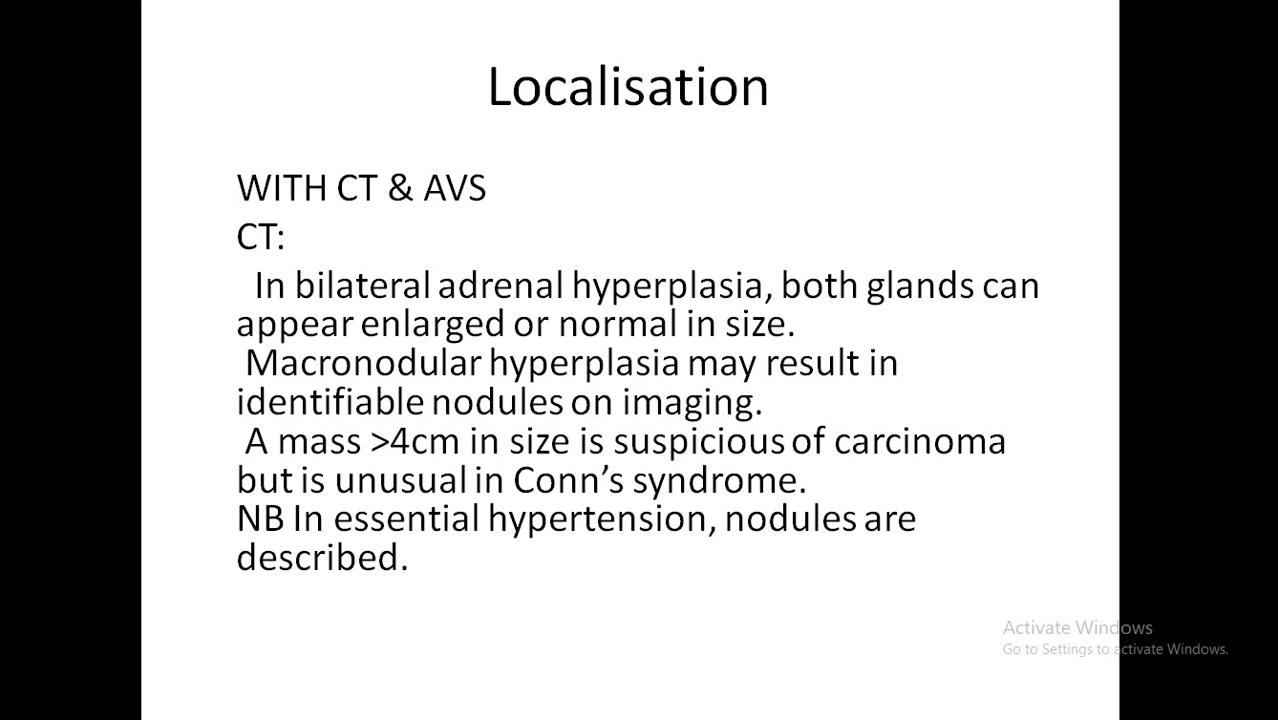 Localisation
WITH CT & AVS
CT:
In bilateral adrenal hyperplasia, both glands can
appear enlarged or normal in size.
Macronodular hyperplasia may result in
identifiable nodules on imaging.
A mass >4cm in size is suspicious of carcinoma
but is unusual in Conn’s syndrome.
NB In essential hypertension, nodules are
described.
Activate Windows
Go to Settings to activate Windows.